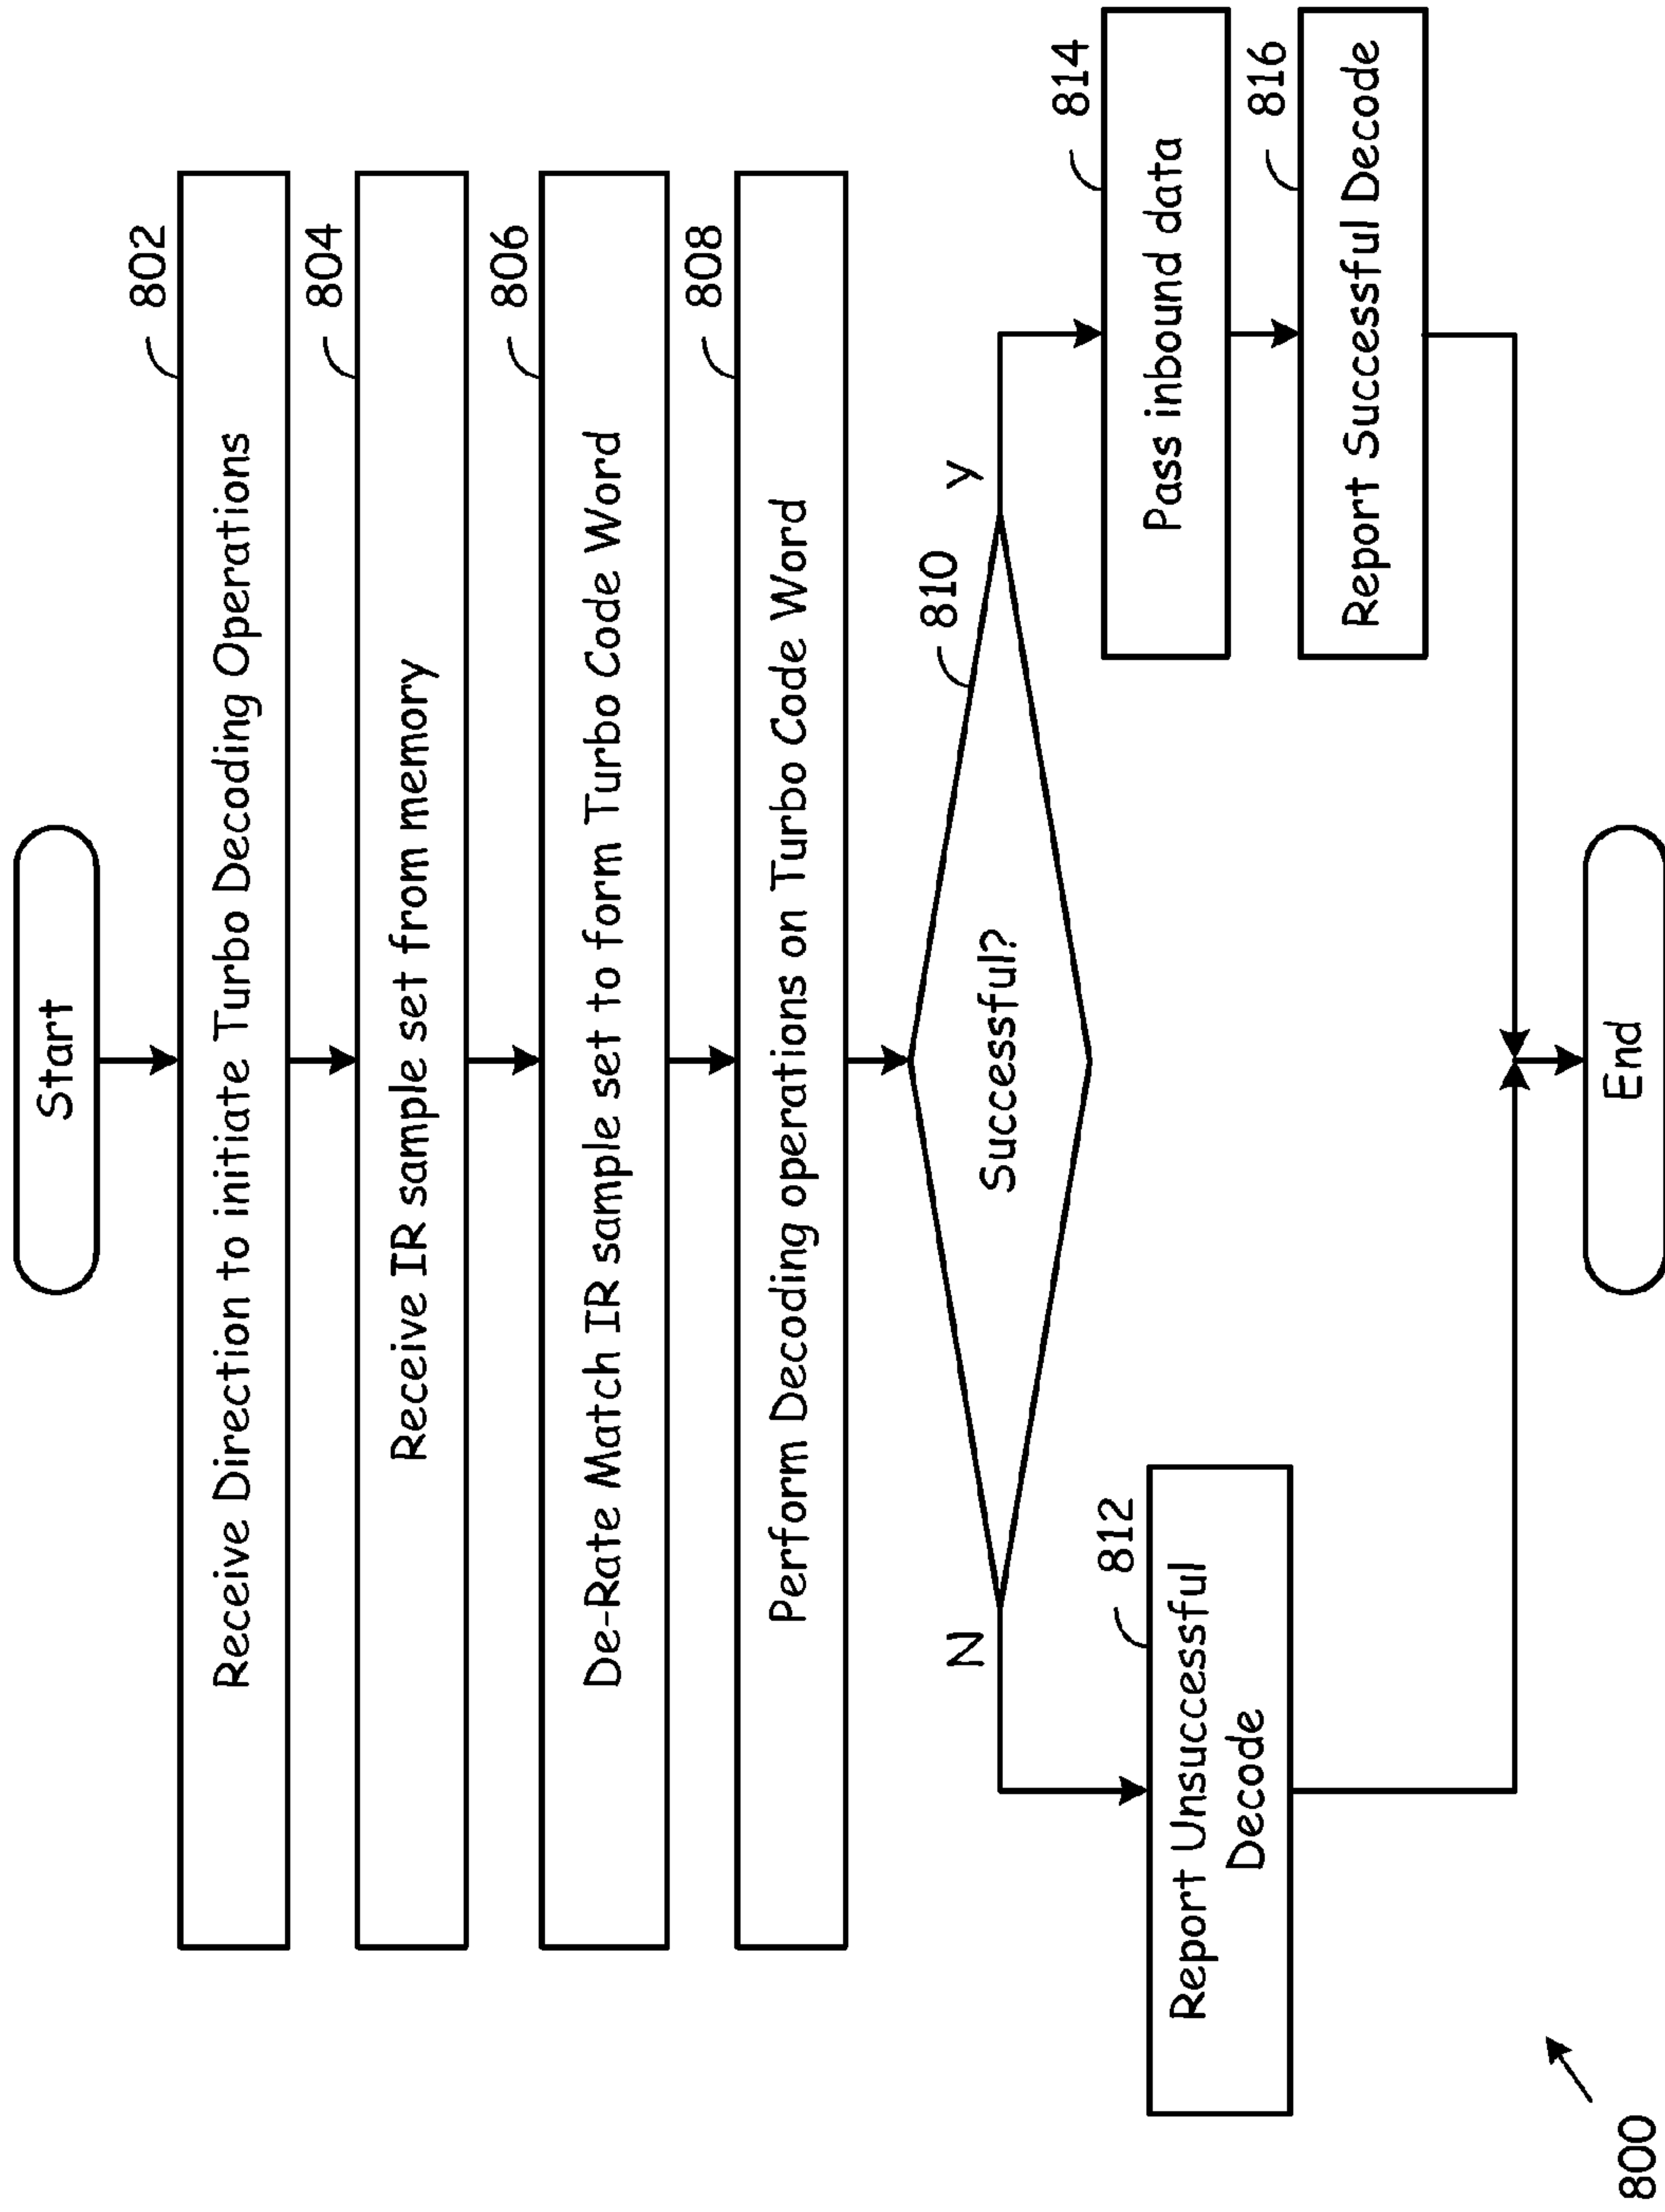 Start
802
Receive Direction to initiate Turbo Decoding Operations
804
Receive IR sample set from memory
806
De-Rate Match IR sample set to form Turbo Code Word
808
Perform Decoding operations on Turbo Code Word
810
Successful?
N
Y
812
Report Unsuccessful
Decode
814
Pass inbound data
816
Report Successful Decode
End
800